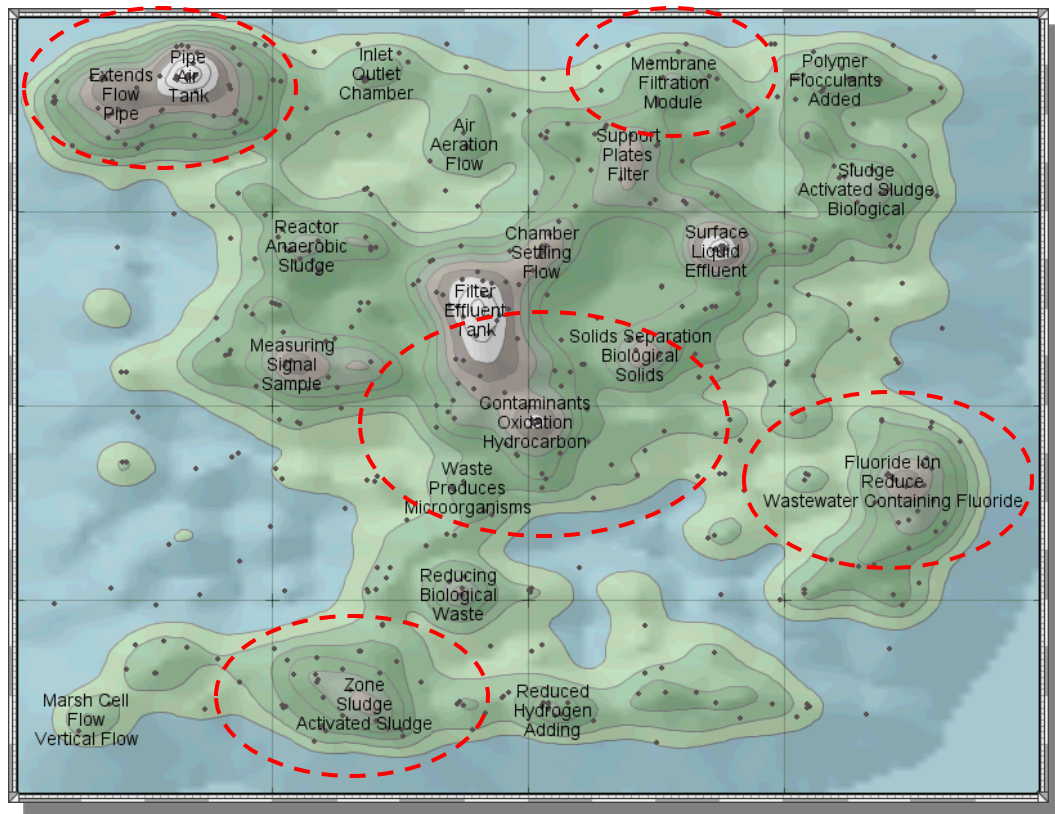 Pipe
Air
Tank
Extends
Flow
Pipe
Inlet
Outlet
Chamber
Membrane
Filtration
Module
Polymer
Flocculants
Added
Air
Aeration
Flow
Support
Plates
Filter
Sludge
Activated Sludge
Biological
Reactor
Anaerobic
Sludge
Chamber
Settling
Flow
Surface
Liquid
Effluent
Filter
Effluent
Tank
Measuring
Signal
Sample
Solids Separation
Biological
Solids
Contaminants
Oxidation
Hydrocarbon
Waste
Produces
Microorganisms
Fluoride Ion
Reduce
Wastewater Containing Fluoride
Reducing
Biological
Waste
Zone
Sludge
Activated Sludge
Reduced
Hydrogen
Adding
Marsh Cell
Flow
Vertical Flow